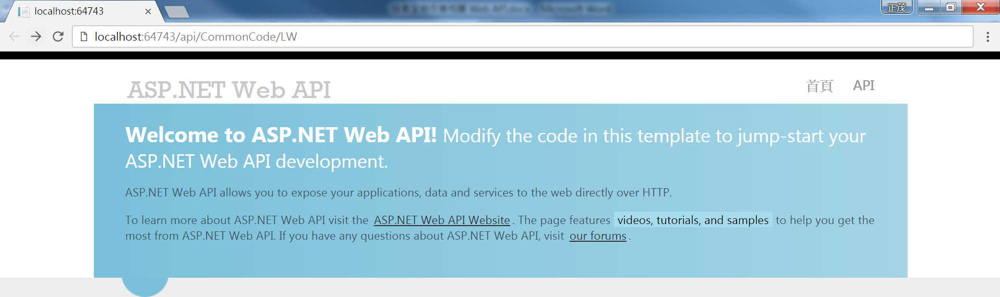 localhost:64743
正茂
localhost:64743/api/CommonCode/LW
ASP.NET Web API
首頁 API
Welcome to ASP.NET Web API! Modify the code in this template to jump-start your
ASP.NET Web API development.
ASP.NET Web API allows you to expose your applications, data and services to the web directly over HTTP.
To learn more about ASP.NET Web API visit the ASP.NET Web API Website. The page features videos, tutorials, and samples to help you get the
most from ASP.NET Web API. If you have any questions about ASP.NET Web API, visit our forums.